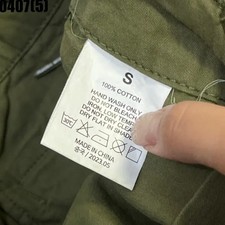 0407(5)
S
100% COTTON
HAND WASH ONLY
DO NOT BLEACH
IRON, LOW TEMP
DO NOT DRY CLEAN
DRY FLAT IN SHADE
30℃
MADE IN CHINA
중국 / 2023.05